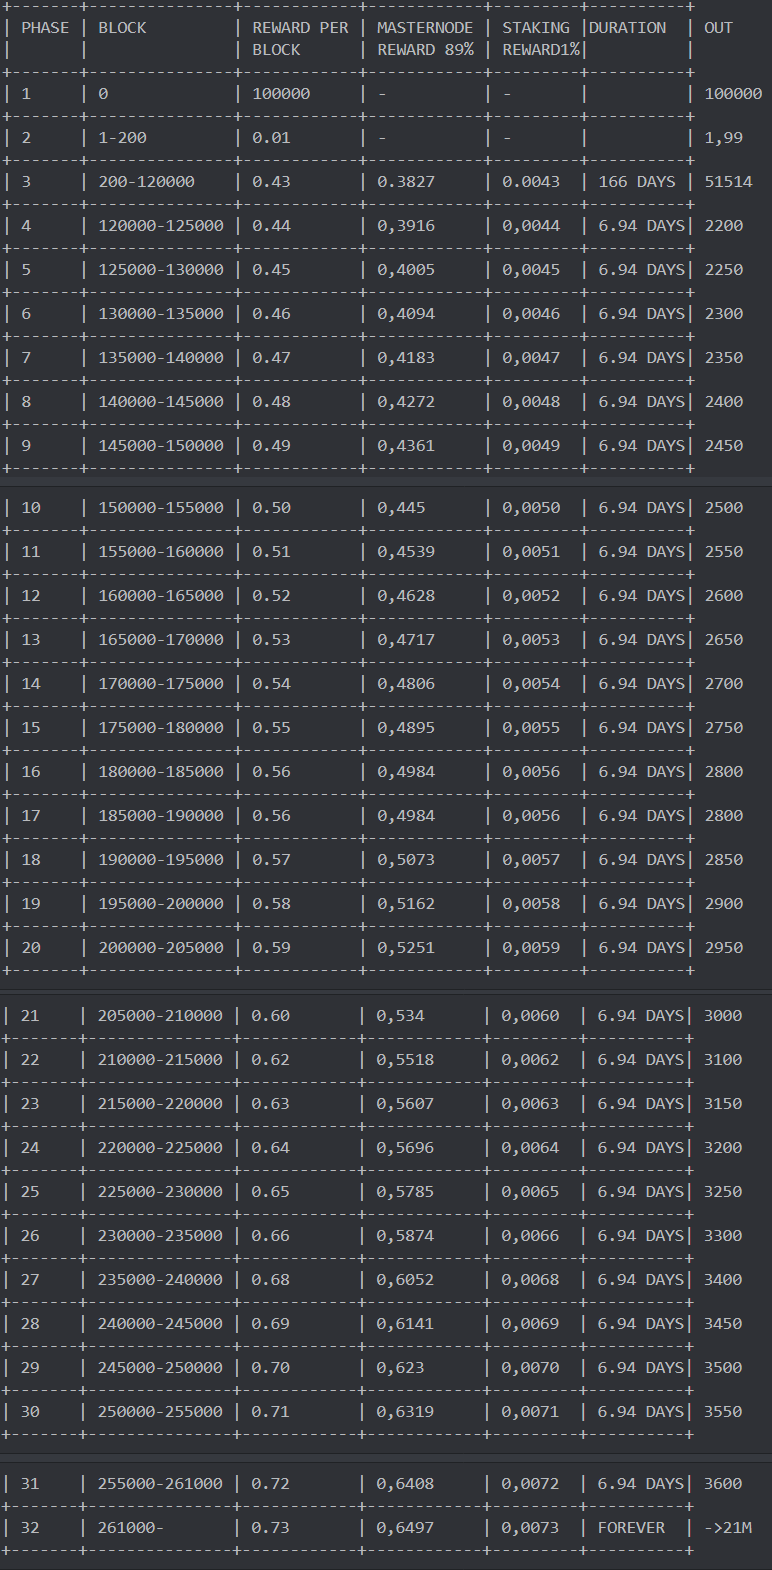 +-------+---------------+------------+------------+---------+----------+
| PHASE | BLOCK         | REWARD PER | MASTERNODE | STAKING |DURATION  | OUT
|       |               | BLOCK      | REWARD 89% | REWARD1%|          |
+-------+---------------+------------+------------+---------+----------+
| 1     | 0             | 100000     | -          | -       |          | 100000
+-------+---------------+------------+------------+---------+----------+
| 2     | 1-200         | 0.01       | -          | -       |          | 1,99
+-------+---------------+------------+------------+---------+----------+
| 3     | 200-120000    | 0.43       | 0.3827     | 0.0043  | 166 DAYS | 51514
+-------+---------------+------------+------------+---------+----------+
| 4     | 120000-125000 | 0.44       | 0,3916     | 0,0044  | 6.94 DAYS| 2200
+-------+---------------+------------+------------+---------+----------+
| 5     | 125000-130000 | 0.45       | 0,4005     | 0,0045  | 6.94 DAYS| 2250
+-------+---------------+------------+------------+---------+----------+
| 6     | 130000-135000 | 0.46       | 0,4094     | 0,0046  | 6.94 DAYS| 2300
+-------+---------------+------------+------------+---------+----------+
| 7     | 135000-140000 | 0.47       | 0,4183     | 0,0047  | 6.94 DAYS| 2350
+-------+---------------+------------+------------+---------+----------+
| 8     | 140000-145000 | 0.48       | 0,4272     | 0,0048  | 6.94 DAYS| 2400
+-------+---------------+------------+------------+---------+----------+
| 9     | 145000-150000 | 0.49       | 0,4361     | 0,0049  | 6.94 DAYS| 2450
+-------+---------------+------------+------------+---------+----------+
| 10    | 150000-155000 | 0.50       | 0,445      | 0,0050  | 6.94 DAYS| 2500
+-------+---------------+------------+------------+---------+----------+
| 11    | 155000-160000 | 0.51       | 0,4539     | 0,0051  | 6.94 DAYS| 2550
+-------+---------------+------------+------------+---------+----------+
| 12    | 160000-165000 | 0.52       | 0,4628     | 0,0052  | 6.94 DAYS| 2600
+-------+---------------+------------+------------+---------+----------+
| 13    | 165000-170000 | 0.53       | 0,4717     | 0,0053  | 6.94 DAYS| 2650
+-------+---------------+------------+------------+---------+----------+
| 14    | 170000-175000 | 0.54       | 0,4806     | 0,0054  | 6.94 DAYS| 2700
+-------+---------------+------------+------------+---------+----------+
| 15    | 175000-180000 | 0.55       | 0,4895     | 0,0055  | 6.94 DAYS| 2750
+-------+---------------+------------+------------+---------+----------+
| 16    | 180000-185000 | 0.56       | 0,4984     | 0,0056  | 6.94 DAYS| 2800
+-------+---------------+------------+------------+---------+----------+
| 17    | 185000-190000 | 0.56       | 0,4984     | 0,0056  | 6.94 DAYS| 2800
+-------+---------------+------------+------------+---------+----------+
| 18    | 190000-195000 | 0.57       | 0,5073     | 0,0057  | 6.94 DAYS| 2850
+-------+---------------+------------+------------+---------+----------+
| 19    | 195000-200000 | 0.58       | 0,5162     | 0,0058  | 6.94 DAYS| 2900
+-------+---------------+------------+------------+---------+----------+
| 20    | 200000-205000 | 0.59       | 0,5251     | 0,0059  | 6.94 DAYS| 2950
+-------+---------------+------------+------------+---------+----------+
| 21    | 205000-210000 | 0.60       | 0,534      | 0,0060  | 6.94 DAYS| 3000
+-------+---------------+------------+------------+---------+----------+
| 22    | 210000-215000 | 0.62       | 0,5518     | 0,0062  | 6.94 DAYS| 3100
+-------+---------------+------------+------------+---------+----------+
| 23    | 215000-220000 | 0.63       | 0,5607     | 0,0063  | 6.94 DAYS| 3150
+-------+---------------+------------+------------+---------+----------+
| 24    | 220000-225000 | 0.64       | 0,5696     | 0,0064  | 6.94 DAYS| 3200
+-------+---------------+------------+------------+---------+----------+
| 25    | 225000-230000 | 0.65       | 0,5785     | 0,0065  | 6.94 DAYS| 3250
+-------+---------------+------------+------------+---------+----------+
| 26    | 230000-235000 | 0.66       | 0,5874     | 0,0066  | 6.94 DAYS| 3300
+-------+---------------+------------+------------+---------+----------+
| 27    | 235000-240000 | 0.68       | 0,6052     | 0,0068  | 6.94 DAYS| 3400
+-------+---------------+------------+------------+---------+----------+
| 28    | 240000-245000 | 0.69       | 0,6141     | 0,0069  | 6.94 DAYS| 3450
+-------+---------------+------------+------------+---------+----------+
| 29    | 245000-250000 | 0.70       | 0,623      | 0,0070  | 6.94 DAYS| 3500
+-------+---------------+------------+------------+---------+----------+
| 30    | 250000-255000 | 0.71       | 0,6319     | 0,0071  | 6.94 DAYS| 3550
+-------+---------------+------------+------------+---------+----------+
| 31    | 255000-261000 | 0.72       | 0,6408     | 0,0072  | 6.94 DAYS| 3600
+-------+---------------+------------+------------+---------+----------+
| 32    | 261000-       | 0.73       | 0,6497     | 0,0073  | FOREVER  | ->21M
+-------+---------------+------------+------------+---------+----------+